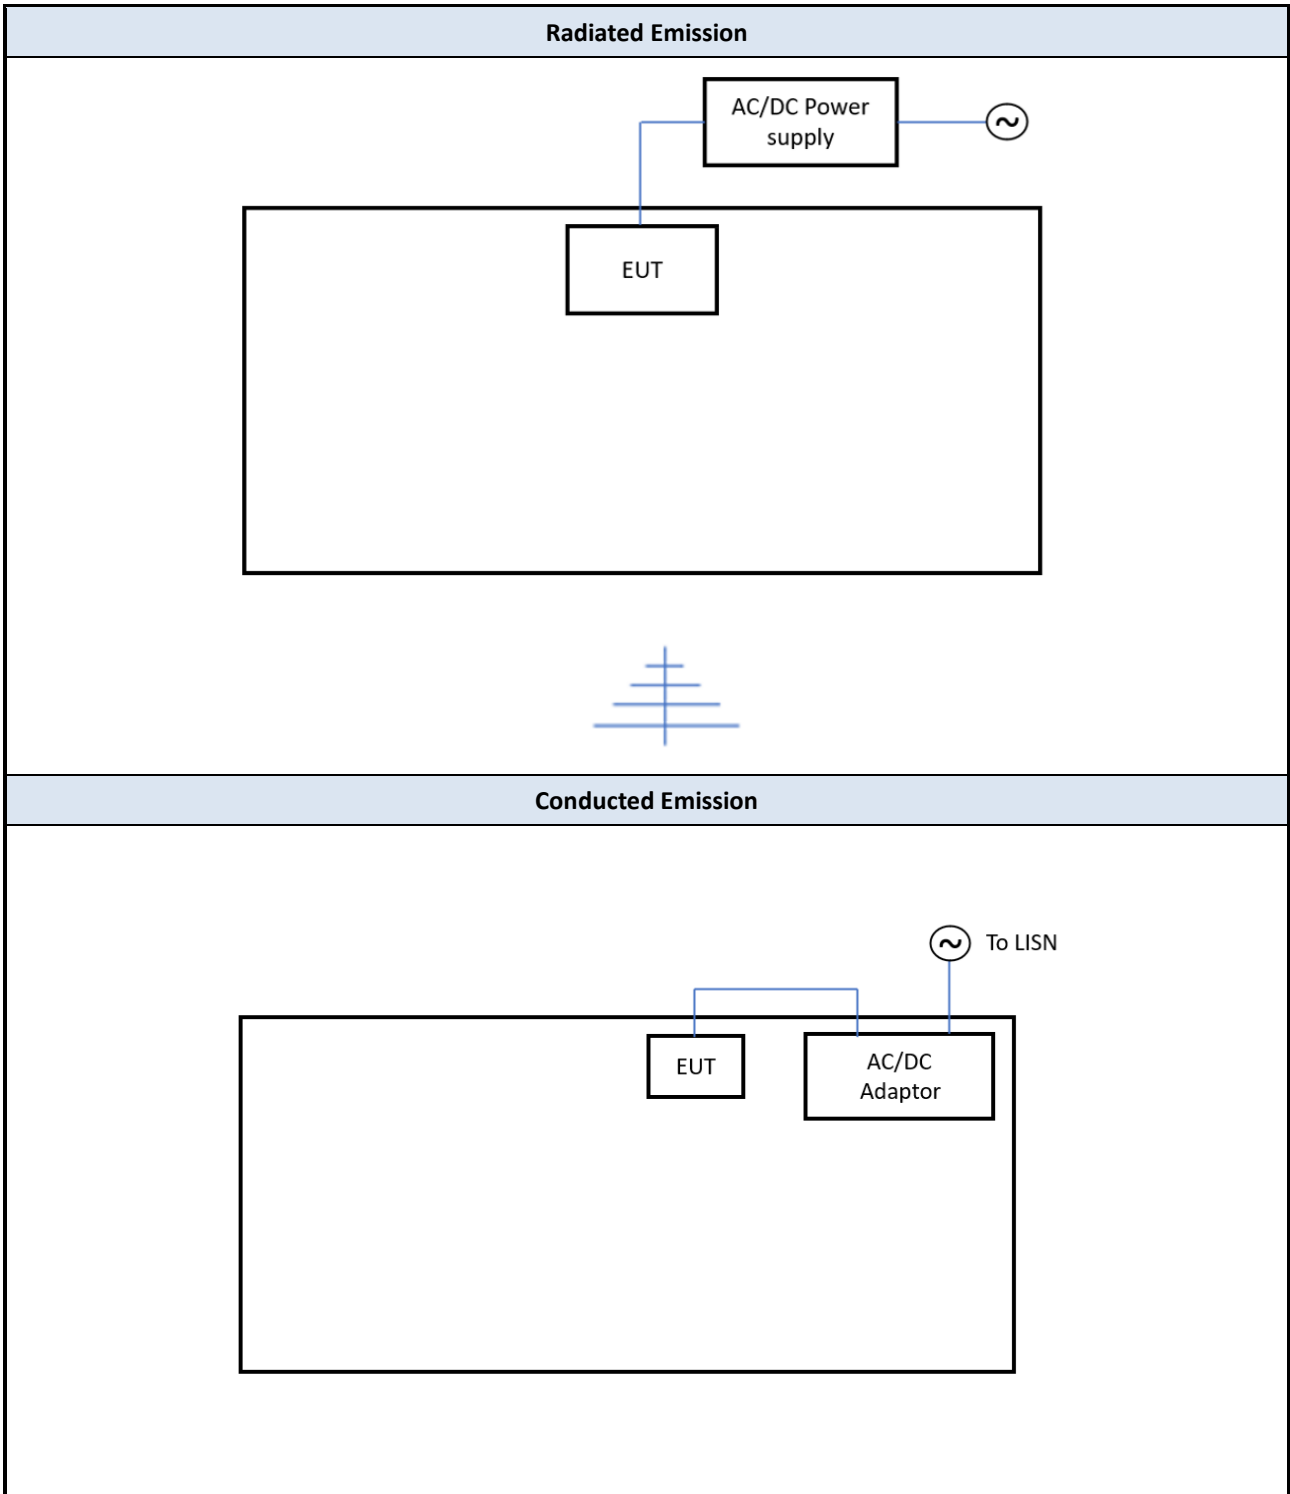 Radiated Emission
AC/DC Power
supply
~
EUT
Conducted Emission
~ To LISN
EUT
AC/DC
Adaptor